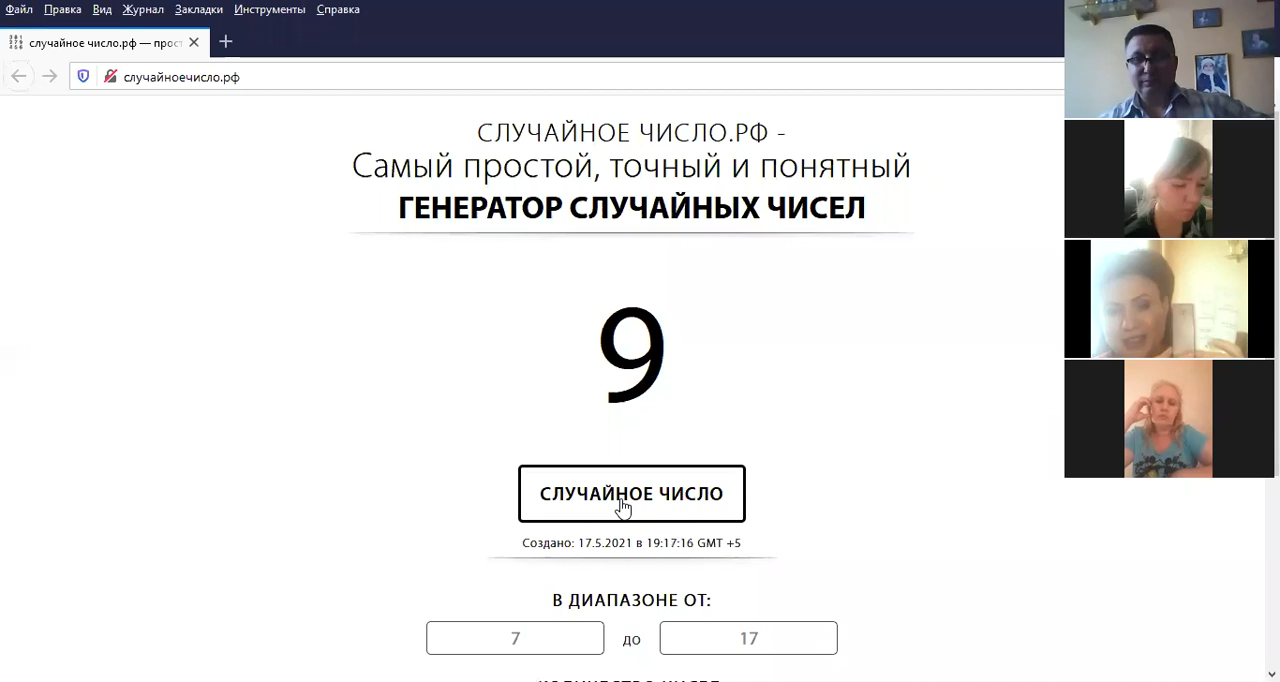 Файл Правка Вид Журнал Закладки Инструменты Справка
случайное число.рф — прост
случайноечисло.рф
СЛУЧАЙНОЕ ЧИСЛО.РФ -
Самый простой, точный и понятный
ГЕНЕРАТОР СЛУЧАЙНЫХ ЧИСЕЛ
9
СЛУЧАЙНОЕ ЧИСЛО
Создано: 17.5.2021 в 19:17:16 GMT +5
В ДИАПАЗОНЕ ОТ:
7 до 17